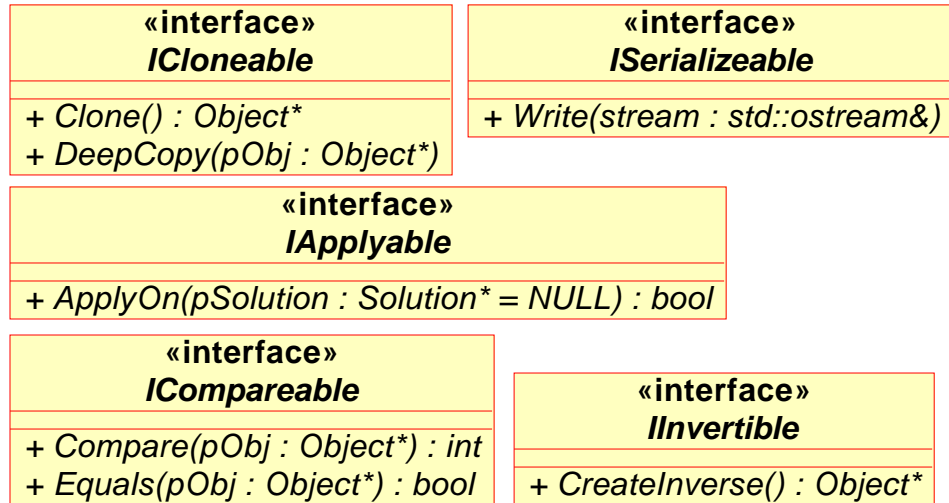 «interface»
ICloneable
+ Clone() : Object*
+ DeepCopy(pObj : Object*)
«interface»
ISerializeable
+ Write(stream : std::ostream&)
«interface»
IApplyable
+ ApplyOn(pSolution : Solution* = NULL) : bool
«interface»
ICompareable
+ Compare(pObj : Object*) : int
+ Equals(pObj : Object*) : bool
«interface»
IInvertible
+ CreateInverse() : Object*